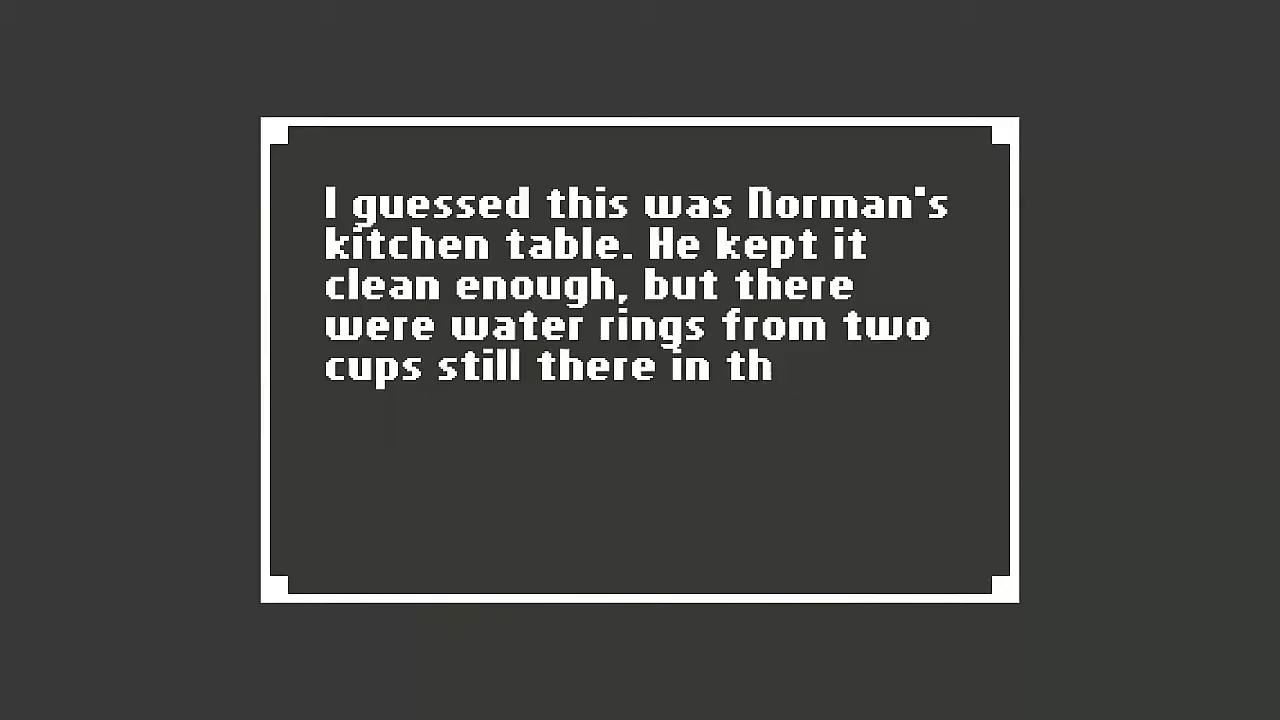 I guessed this was Norman's
kitchen table. He kept it
clean enough, but there
were water rings from two
cups still there in th